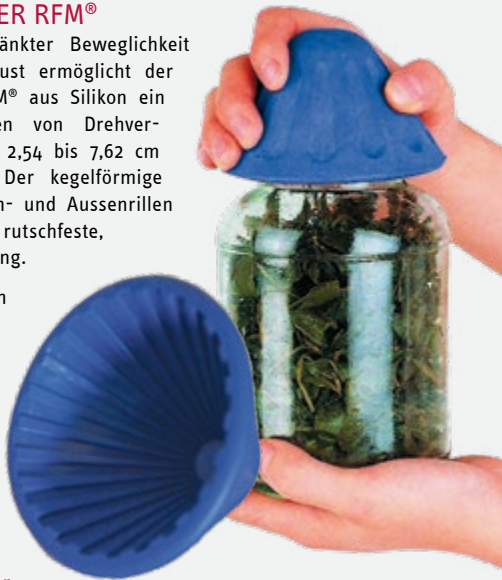 ER RFM®
änkter Beweglichkeit
ust ermöglicht der
M® aus Silikon ein
en von Drehver-
2,54 bis 7,62 cm
Der kegelförmige
n- und Aussenrillen
rutschfeste,
ng.
n